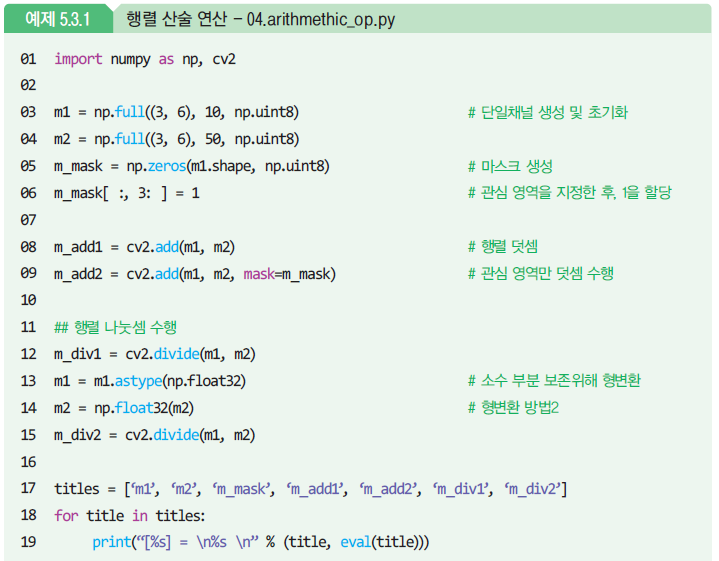 예제 5.3.1 행렬 산술 연산 - 04.arithmethic_op.py
01 import numpy as np, cv2
02
03 m1 = np.full((3, 6), 10, np.uint8) # 단일채널 생성 및 초기화
04 m2 = np.full((3, 6), 50, np.uint8)
05 m_mask = np.zeros(m1.shape, np.uint8) # 마스크 생성
06 m_mask[ :, 3: ] = 1 # 관심 영역을 지정한 후, 1을 할당
07
08 m_add1 = cv2.add(m1, m2) # 행렬 덧셈
09 m_add2 = cv2.add(m1, m2, mask=m_mask) # 관심 영역만 덧셈 수행
10
11 ## 행렬 나눗셈 수행
12 m_div1 = cv2.divide(m1, m2)
13 m1 = m1.astype(np.float32) # 소수 부분 보존위해 형변환
14 m2 = np.float32(m2) # 형변환 방법2
15 m_div2 = cv2.divide(m1, m2)
16
17 titles = [‘m1’, ‘m2’, ‘m_mask’, ‘m_add1’, ‘m_add2’, ‘m_div1’, ‘m_div2’]
18 for title in titles:
19 print(“[%s] = \n%s \n” % (title, eval(title)))